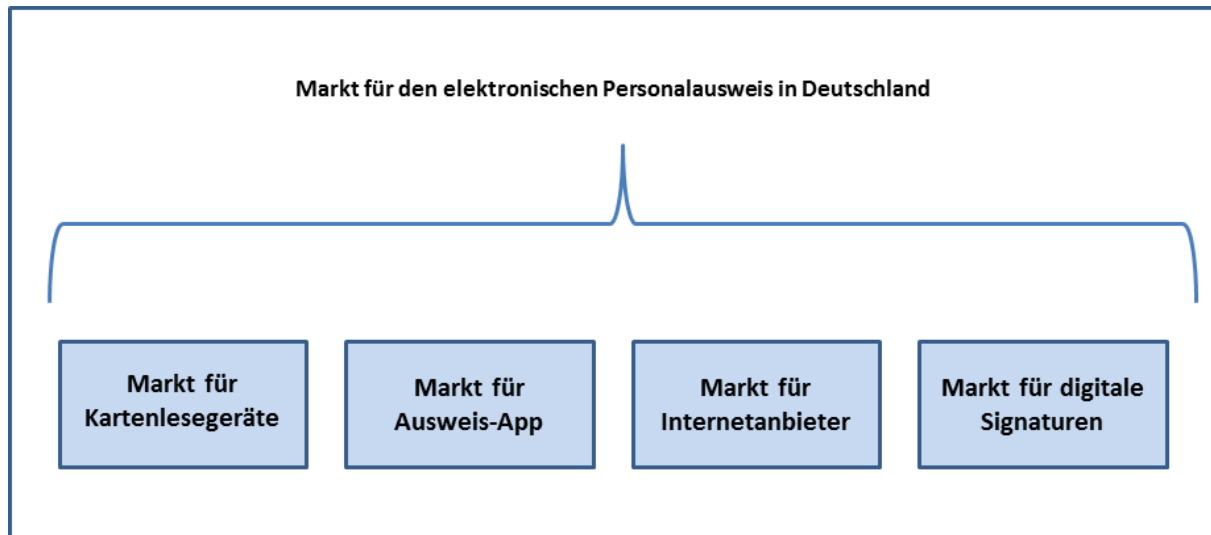 Markt für den elektronischen Personalausweis in Deutschland
Markt für
Kartenlesegeräte
Markt für
Ausweis-App
Markt für
Internetanbieter
Markt für digitale
Signaturen